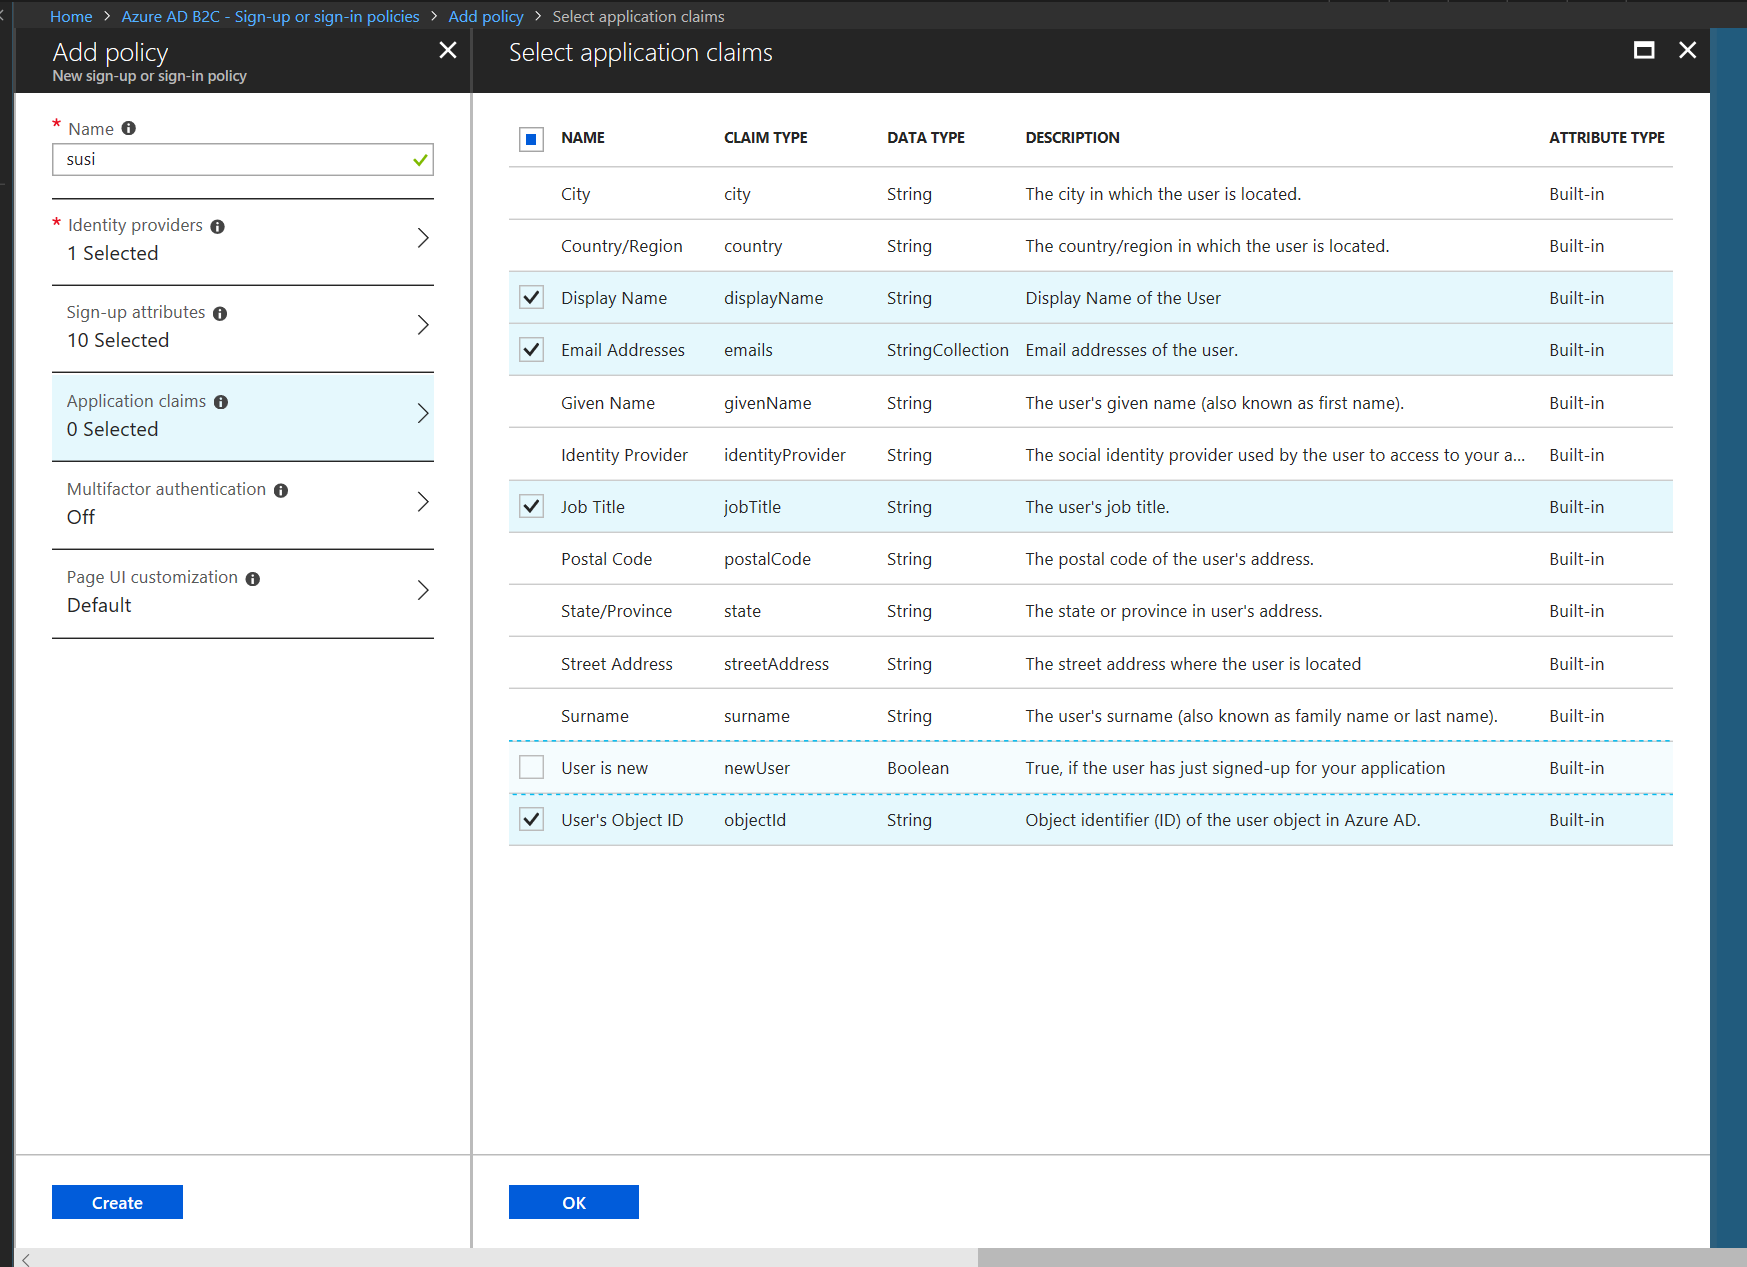 Home > Azure AD B2C - Sign-up or sign-in policies > Add policy > Select application claims
Add policy
New sign-up or sign-in policy
* Name
susi
* Identity providers
1 Selected
Sign-up attributes
10 Selected
Application claims
0 Selected
Multifactor authentication
Off
Page UI customization
Default
Create
Select application claims
NAME CLAIM TYPE DATA TYPE DESCRIPTION ATTRIBUTE TYPE
City city String The city in which the user is located. Built-in
Country/Region country String The country/region in which the user is located. Built-in
Display Name displayName String Display Name of the User Built-in
Email Addresses emails StringCollection Email addresses of the user. Built-in
Given Name givenName String The user's given name (also known as first name). Built-in
Identity Provider identityProvider String The social identity provider used by the user to access to your a... Built-in
Job Title jobTitle String The user's job title. Built-in
Postal Code postalCode String The postal code of the user's address. Built-in
State/Province state String The state or province in user's address. Built-in
Street Address streetAddress String The street address where the user is located Built-in
Surname surname String The user's surname (also known as family name or last name). Built-in
User is new newUser Boolean True, if the user has just signed-up for your application Built-in
User's Object ID objectId String Object identifier (ID) of the user object in Azure AD. Built-in
OK